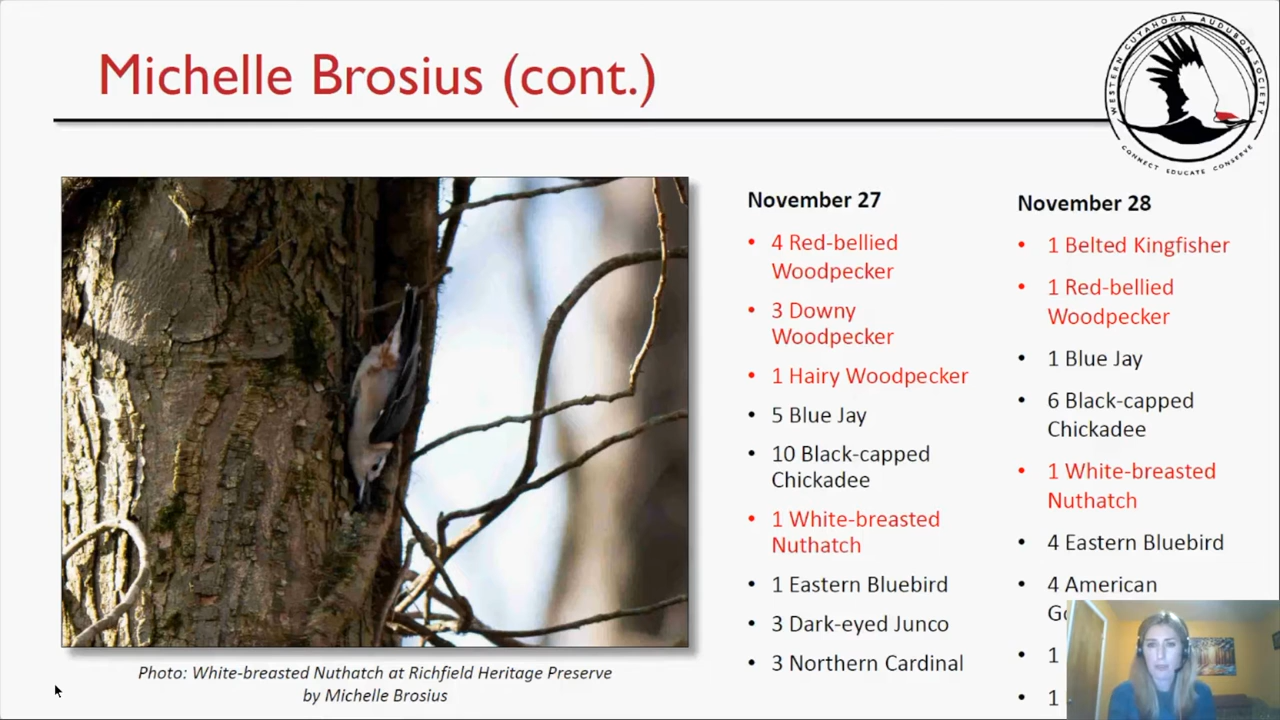 Michelle Brosius (cont.)
WESTERN CUYAHOGA AUDUBON SOCIETY
CONNECT EDUCATE CONSERVE
November 27
• 4 Red-bellied
Woodpecker
• 3 Downy
Woodpecker
• 1 Hairy Woodpecker
• 5 Blue Jay
• 10 Black-capped
Chickadee
• 1 White-breasted
Nuthatch
• 1 Eastern Bluebird
• 3 Dark-eyed Junco
• 3 Northern Cardinal
November 28
• 1 Belted Kingfisher
• 1 Red-bellied
Woodpecker
• 1 Blue Jay
• 6 Black-capped
Chickadee
• 1 White-breasted
Nuthatch
• 4 Eastern Bluebird
• 4 American
• 1
• 1
Photo: White-breasted Nuthatch at Richfield Heritage Preserve
by Michelle Brosius